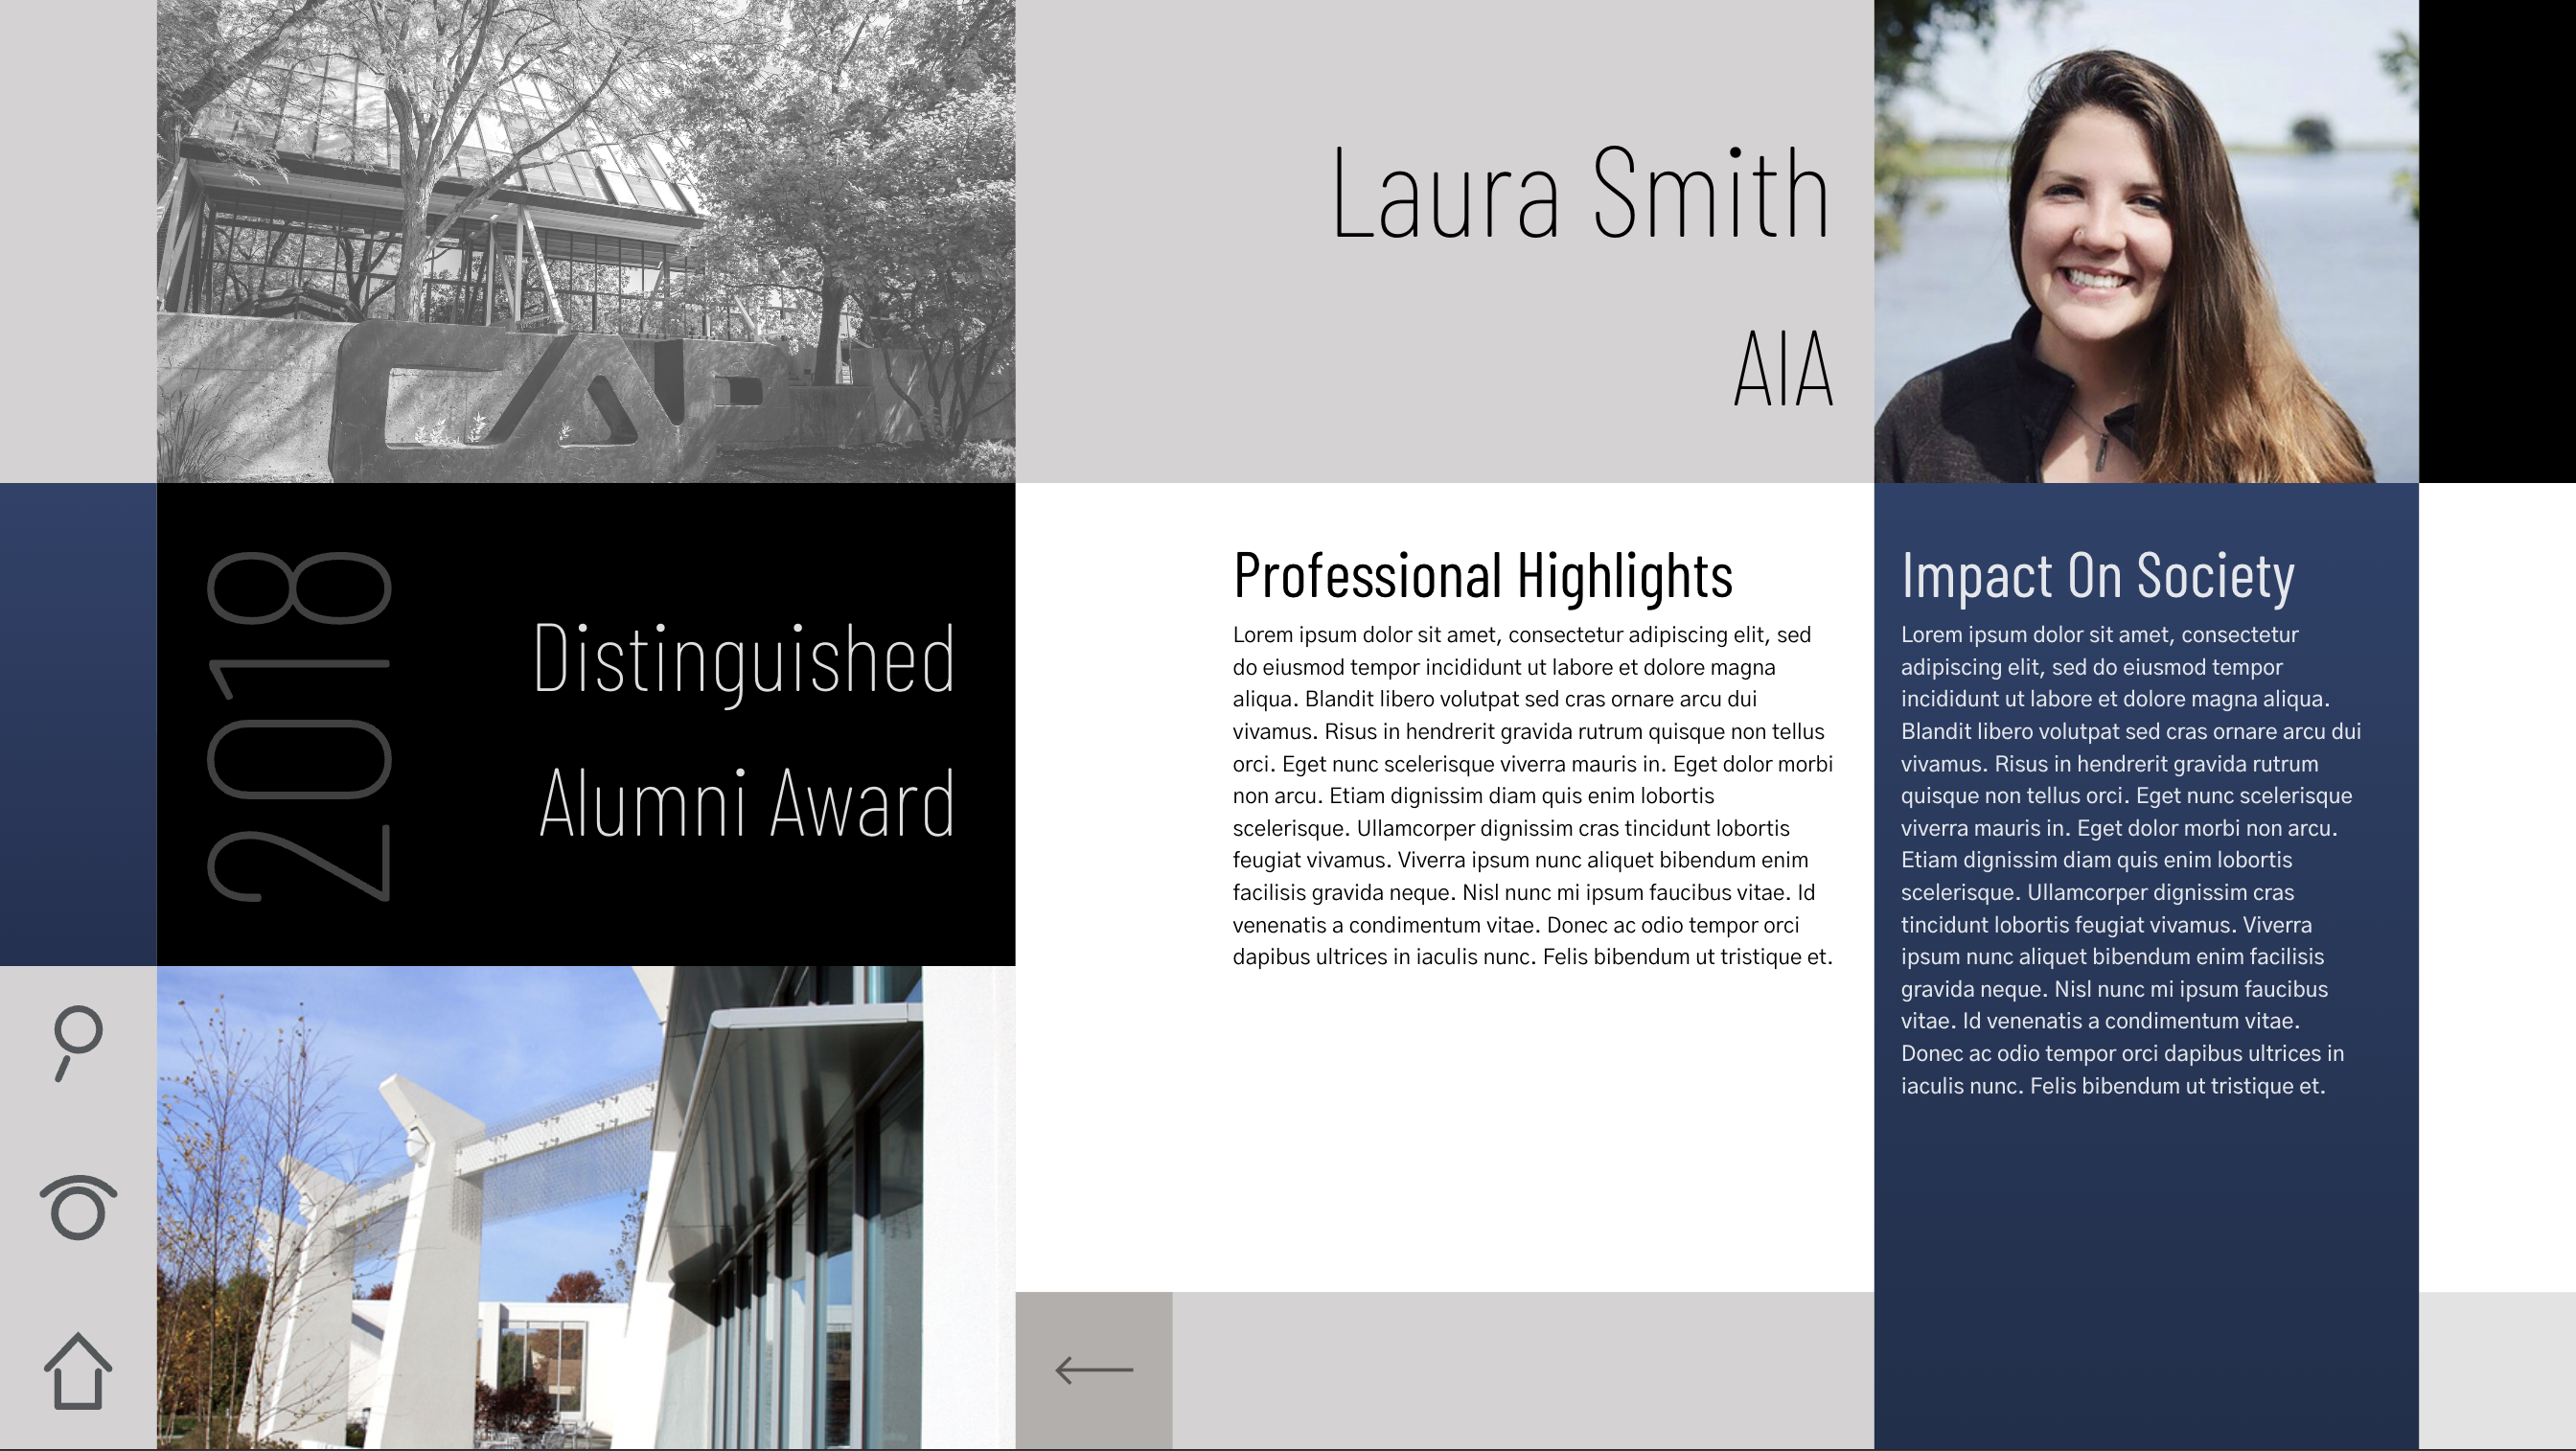 CAP
Laura Smith
AIA
2018
Distinguished
Alumni Award
Professional Highlights
Lorem ipsum dolor sit amet, consectetur adipiscing elit, sed
do eiusmod tempor incididunt ut labore et dolore magna
aliqua. Blandit libero volutpat sed cras ornare arcu dui
vivamus. Risus in hendrerit gravida rutrum quisque non tellus
orci. Eget nunc scelerisque viverra mauris in. Eget dolor morbi
non arcu. Etiam dignissim diam quis enim lobortis
scelerisque. Ullamcorper dignissim cras tincidunt lobortis
feugiat vivamus. Viverra ipsum nunc aliquet bibendum enim
facilisis gravida neque. Nisl nunc mi ipsum faucibus vitae. Id
venenatis a condimentum vitae. Donec ac odio tempor orci
dapibus ultrices in iaculis nunc. Felis bibendum ut tristique et.
Impact On Society
Lorem ipsum dolor sit amet, consectetur
adipiscing elit, sed do eiusmod tempor
incididunt ut labore et dolore magna aliqua.
Blandit libero volutpat sed cras ornare arcu dui
vivamus. Risus in hendrerit gravida rutrum
quisque non tellus orci. Eget nunc scelerisque
viverra mauris in. Eget dolor morbi non arcu.
Etiam dignissim diam quis enim lobortis
scelerisque. Ullamcorper dignissim cras
tincidunt lobortis feugiat vivamus. Viverra
ipsum nunc aliquet bibendum enim facilisis
gravida neque. Nisl nunc mi ipsum faucibus
vitae. Id venenatis a condimentum vitae.
Donec ac odio tempor orci dapibus ultrices in
iaculis nunc. Felis bibendum ut tristique et.